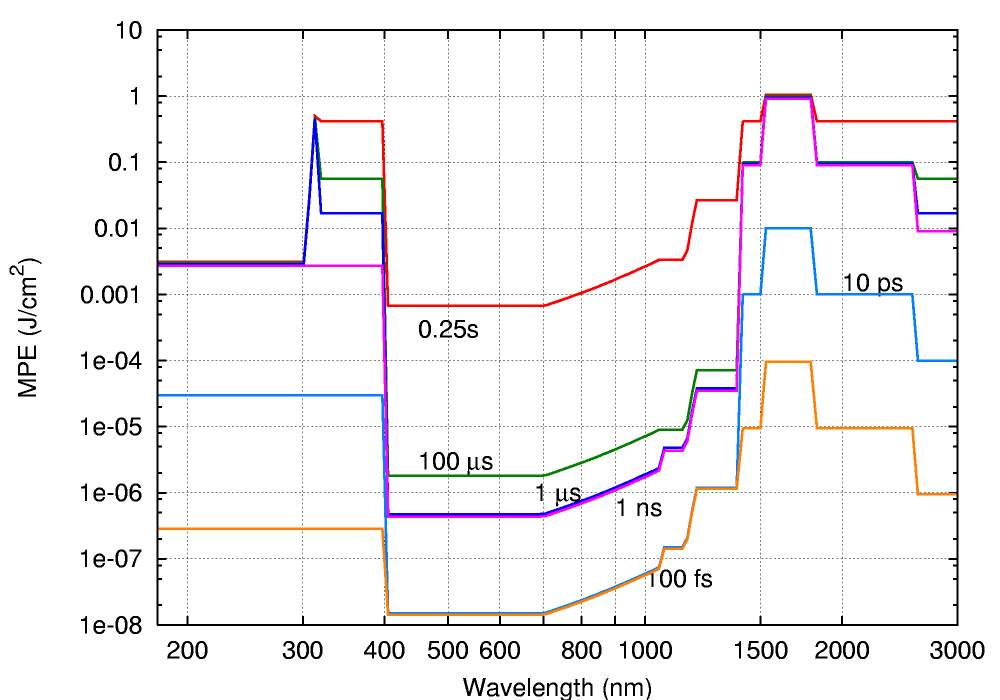 10
1
0.1
0.01
0.001
1e-04
1e-05
1e-06
1e-07
1e-08
MPE (J/cm2)
10 ps
0.25s
100 μs
1 μs
1 ns
100 fs
200 300 400 500 600 800 1000 1500 2000 3000
Wavelength (nm)